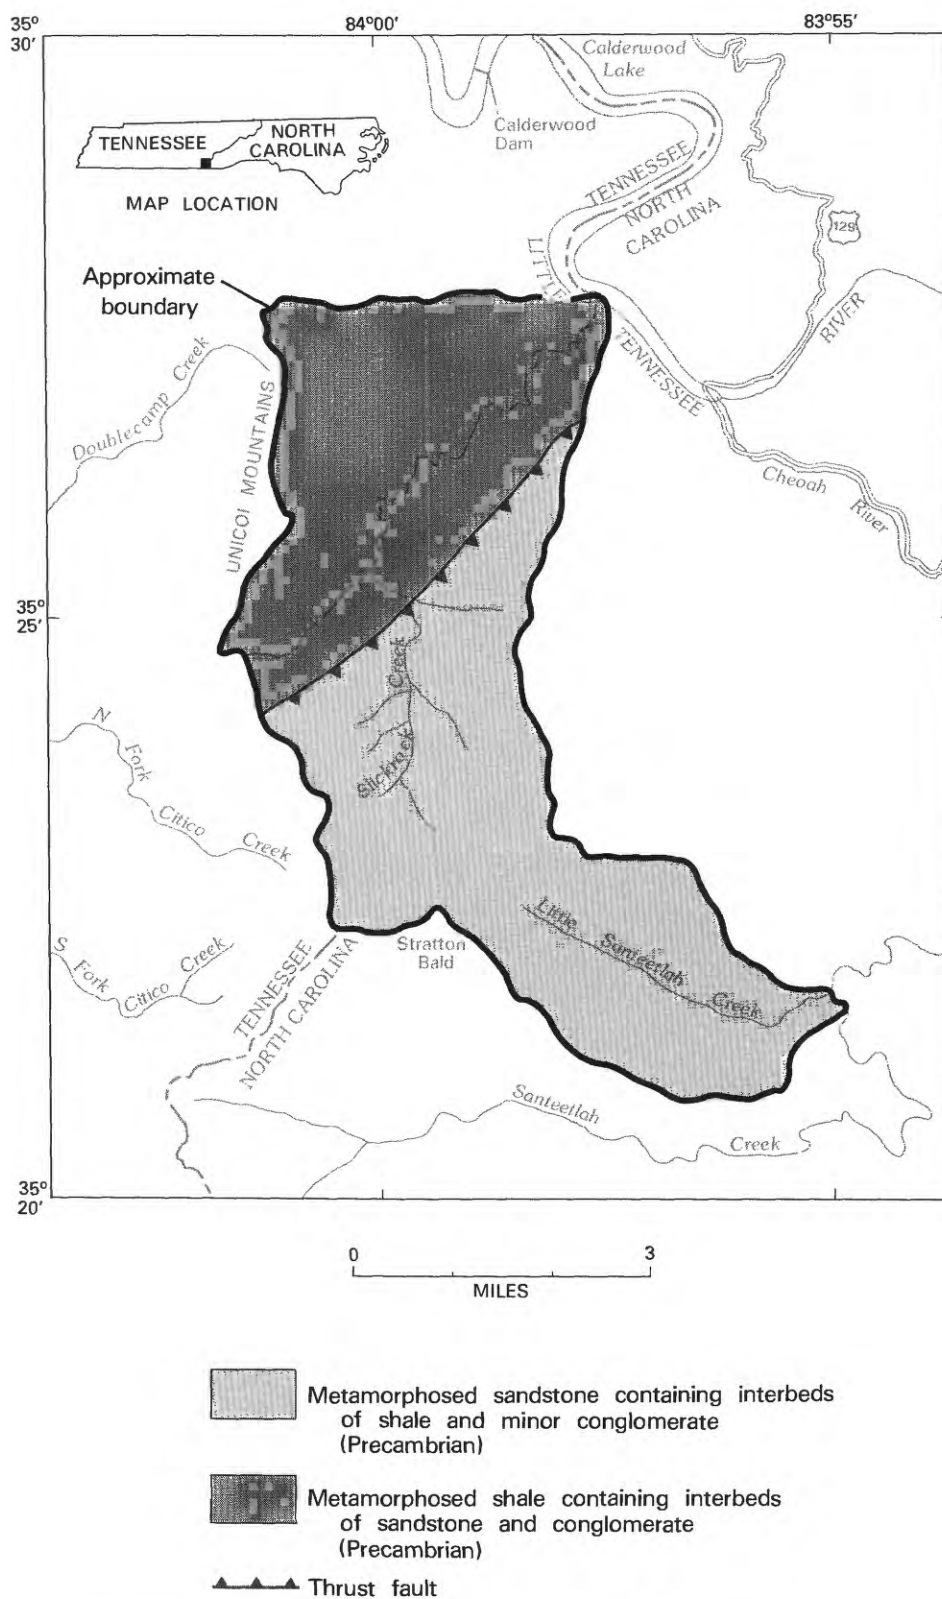 35°
30'
84°00'
83°55'
Calderwood
Lake
Calderwood
Dam
TENNESSEE
NORTH
CAROLINA
MAP LOCATION
TENNESSEE
NORTH
CAROLINA
129
LITTLE
TENNESSEE
RIVER
Approximate
boundary
Doublecamp Creek
UNICOI MOUNTAINS
Cheoah
River
35°
25'
Slickrock Creek
N
Fork
Citico
Creek
Little
Santeetlah
Creek
Stratton
Bald
S
Fork
Citico
Creek
TENNESSEE
NORTH CAROLINA
Santeetlah
Creek
35°
20'
0
3
MILES
Metamorphosed sandstone containing interbeds
of shale and minor conglomerate
(Precambrian)
Metamorphosed shale containing interbeds
of sandstone and conglomerate
(Precambrian)
Thrust fault